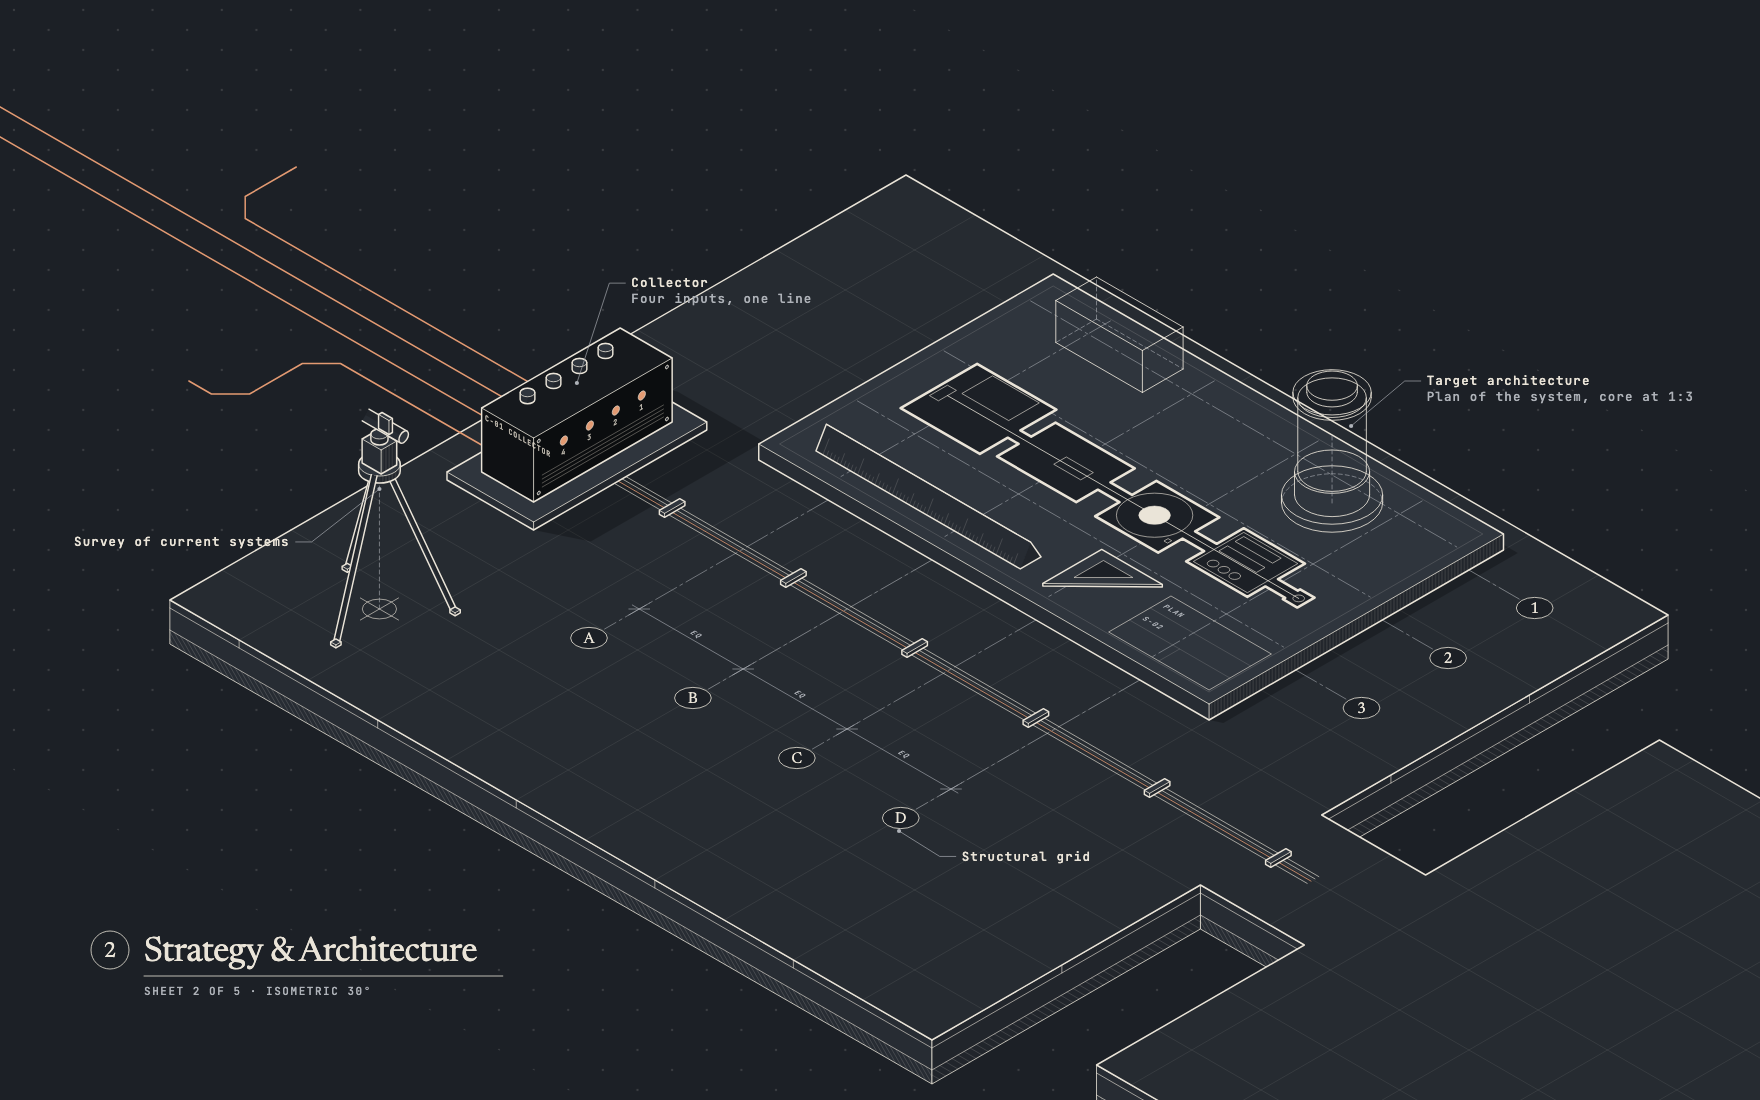 Collector
Four inputs, one line
C-01 COLLECTOR
4
3
2
1
Target architecture
Plan of the system, core at 1:3
Survey of current systems
PLAN
S-02
1
2
3
A
EQ
B
EQ
C
EQ
D
Structural grid
2
Strategy & Architecture
SHEET 2 OF 5 · ISOMETRIC 30°